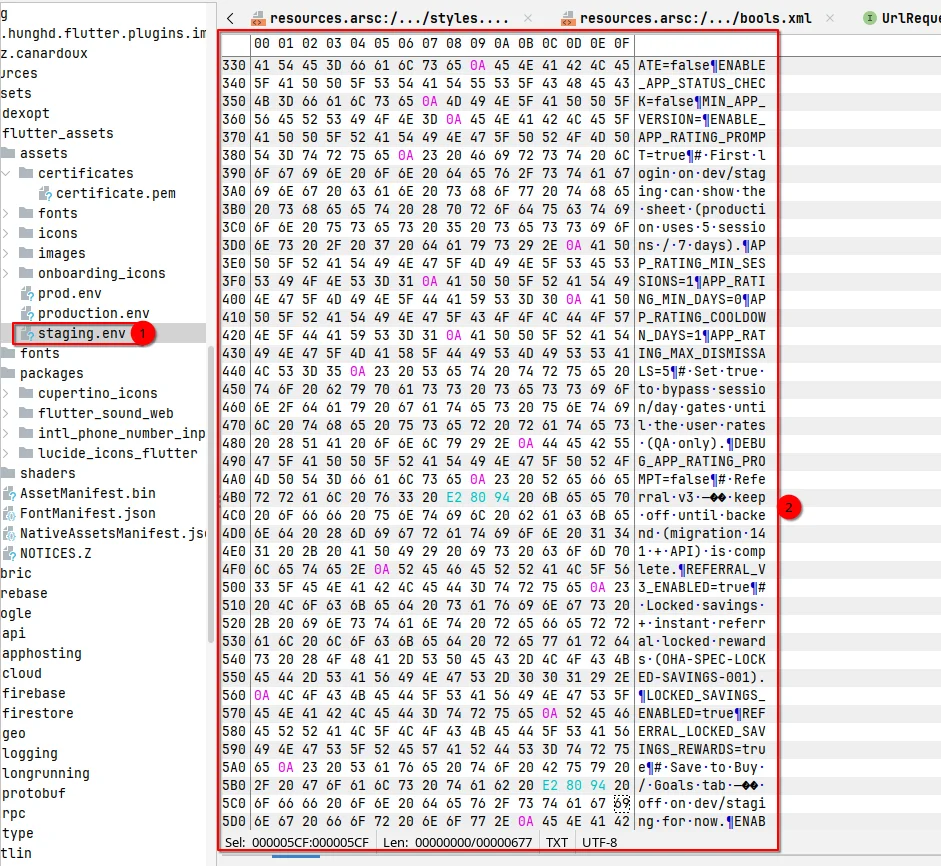 g
.hunghd.flutter.plugins.im
z.canardoux
urces
sets
dexopt
flutter_assets
assets
certificates
certificate.pem
fonts
icons
images
onboarding_icons
prod.env
production.env
staging.env 1
fonts
packages
cupertino_icons
flutter_sound_web
intl_phone_number_inp
lucide_icons_flutter
shaders
AssetManifest.bin
FontManifest.json
NativeAssetsManifest.jso
NOTICES.Z
bric
rebase
ogle
api
apphosting
cloud
firebase
firestore
geo
logging
longrunning
protobuf
rpc
type
tlin
resources.arsc:/.../styles.... × resources.arsc:/.../bools.xml × I UrlReque
00 01 02 03 04 05 06 07 08 09 0A 0B 0C 0D 0E 0F
330 41 54 45 3D 66 61 6C 73 65 0A 45 4E 41 42 4C 45 ATE=false¶ENABLE
340 5F 41 50 50 5F 53 54 41 54 55 53 5F 43 48 45 43 _APP_STATUS_CHEC
350 4B 3D 66 61 6C 73 65 0A 4D 49 4E 5F 41 50 50 5F K=false¶MIN_APP_
360 56 45 52 53 49 4F 4E 3D 0A 45 4E 41 42 4C 45 5F VERSION=¶ENABLE_
370 41 50 50 5F 52 41 54 49 4E 47 5F 50 52 4F 4D 50 APP_RATING_PROMP
380 54 3D 74 72 75 65 0A 23 20 46 69 72 73 74 20 6C T=true¶#·First·l
390 6F 67 69 6E 20 6F 6E 20 64 65 76 2F 73 74 61 67 ogin·on·dev/stag
3A0 69 6E 67 20 63 61 6E 20 73 68 6F 77 20 74 68 65 ing·can·show·the
3B0 20 73 68 65 65 74 20 28 70 72 6F 64 75 63 74 69 ·sheet·(producti
3C0 6F 6E 20 75 73 65 73 20 35 20 73 65 73 73 69 6F on·uses·5·sessio
3D0 6E 73 20 2F 20 37 20 64 61 79 73 29 2E 0A 41 50 ns·/·7·days).¶AP
3E0 50 5F 52 41 54 49 4E 47 5F 4D 49 4E 5F 53 45 53 P_RATING_MIN_SES
3F0 53 49 4F 4E 53 3D 31 0A 41 50 50 5F 52 41 54 49 SIONS=1¶APP_RATI
400 4E 47 5F 4D 49 4E 5F 44 41 59 53 3D 30 0A 41 50 NG_MIN_DAYS=0¶AP
410 50 5F 52 41 54 49 4E 47 5F 43 4F 4F 4C 44 4F 57 P_RATING_COOLDOW
420 4E 5F 44 41 59 53 3D 31 0A 41 50 50 5F 52 41 54 N_DAYS=1¶APP_RAT
430 49 4E 47 5F 4D 41 58 5F 44 49 53 4D 49 53 53 41 ING_MAX_DISMISSA
440 4C 53 3D 35 0A 23 20 53 65 74 20 74 72 75 65 20 LS=5¶#·Set·true·
450 74 6F 20 62 79 70 61 73 73 20 73 65 73 73 69 6F to·bypass·sessio
460 6E 2F 64 61 79 20 67 61 74 65 73 20 75 6E 74 69 n/day·gates·unti
470 6C 20 74 68 65 20 75 73 65 72 20 72 61 74 65 73 l·the·user·rates
480 20 28 51 41 20 6F 6E 6C 79 29 2E 0A 44 45 42 55 ·(QA·only).¶DEBU
490 47 5F 41 50 50 5F 52 41 54 49 4E 47 5F 50 52 4F G_APP_RATING_PRO
4A0 4D 50 54 3D 66 61 6C 73 65 0A 23 20 52 65 66 65 MPT=false¶#·Refe
4B0 72 72 61 6C 20 76 33 20 E2 80 94 20 6B 65 65 70 rral·v3·—��·keep
4C0 20 6F 66 66 20 75 6E 74 69 6C 20 62 61 63 6B 65 ·off·until·backe
4D0 6E 64 20 28 6D 69 67 72 61 74 69 6F 6E 20 31 34 nd·(migration·14
4E0 31 20 2B 20 41 50 49 29 20 69 73 20 63 6F 6D 70 1·+·API)·is·comp
4F0 6C 65 74 65 2E 0A 52 45 46 45 52 52 41 4C 5F 56 lete.¶REFERRAL_V
500 33 5F 45 4E 41 42 4C 45 44 3D 74 72 75 65 0A 23 3_ENABLED=true¶#
510 20 4C 6F 63 6B 65 64 20 73 61 76 69 6E 67 73 20 ·Locked·savings·
520 2B 20 69 6E 73 74 61 6E 74 20 72 65 66 65 72 72 +·instant·referr
530 61 6C 20 6C 6F 63 6B 65 64 20 72 65 77 61 72 64 al·locked·reward
540 73 20 28 4F 48 41 2D 53 50 45 43 2D 4C 4F 43 4B s·(OHA-SPEC-LOCK
550 45 44 2D 53 41 56 49 4E 47 53 2D 30 30 31 29 2E ED-SAVINGS-001).
560 0A 4C 4F 43 4B 45 44 5F 53 41 56 49 4E 47 53 5F ¶LOCKED_SAVINGS_
570 45 4E 41 42 4C 45 44 3D 74 72 75 65 0A 52 45 46 ENABLED=true¶REF
580 45 52 52 41 4C 5F 4C 4F 43 4B 45 44 5F 53 41 56 ERRAL_LOCKED_SAV
590 49 4E 47 53 5F 52 45 57 41 52 44 53 3D 74 72 75 INGS_REWARDS=tru
5A0 65 0A 23 20 53 61 76 65 20 74 6F 20 42 75 79 20 e¶#·Save·to·Buy·
5B0 2F 20 47 6F 61 6C 73 20 74 61 62 20 E2 80 94 20 /·Goals·tab·—��·
5C0 6F 66 66 20 6F 6E 20 64 65 76 2F 73 74 61 67 69 off·on·dev/stagi
5D0 6E 67 20 66 6F 72 20 6E 6F 77 2E 0A 45 4E 41 42 ng·for·now.¶ENAB
2
Sel: 000005CF:000005CF Len: 00000000/00000677 TXT UTF-8